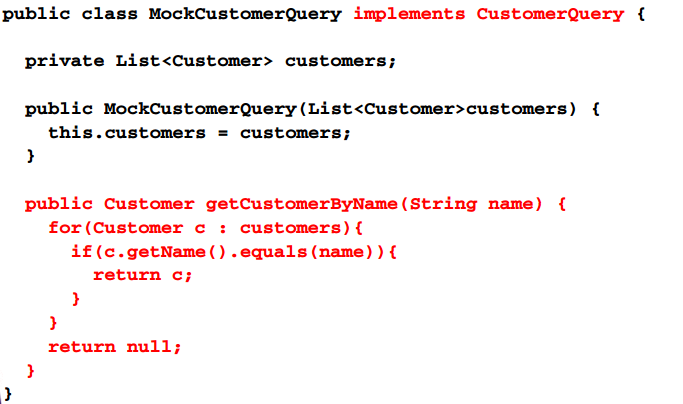 public class MockCustomerQuery implements CustomerQuery {
private List<Customer> customers;
public MockCustomerQuery(List<Customer>customers) {
this.customers = customers;
}
public Customer getCustomerByName(String name) {
for(Customer c : customers){
if(c.getName().equals(name)){
return c;
}
}
return null;
}
}